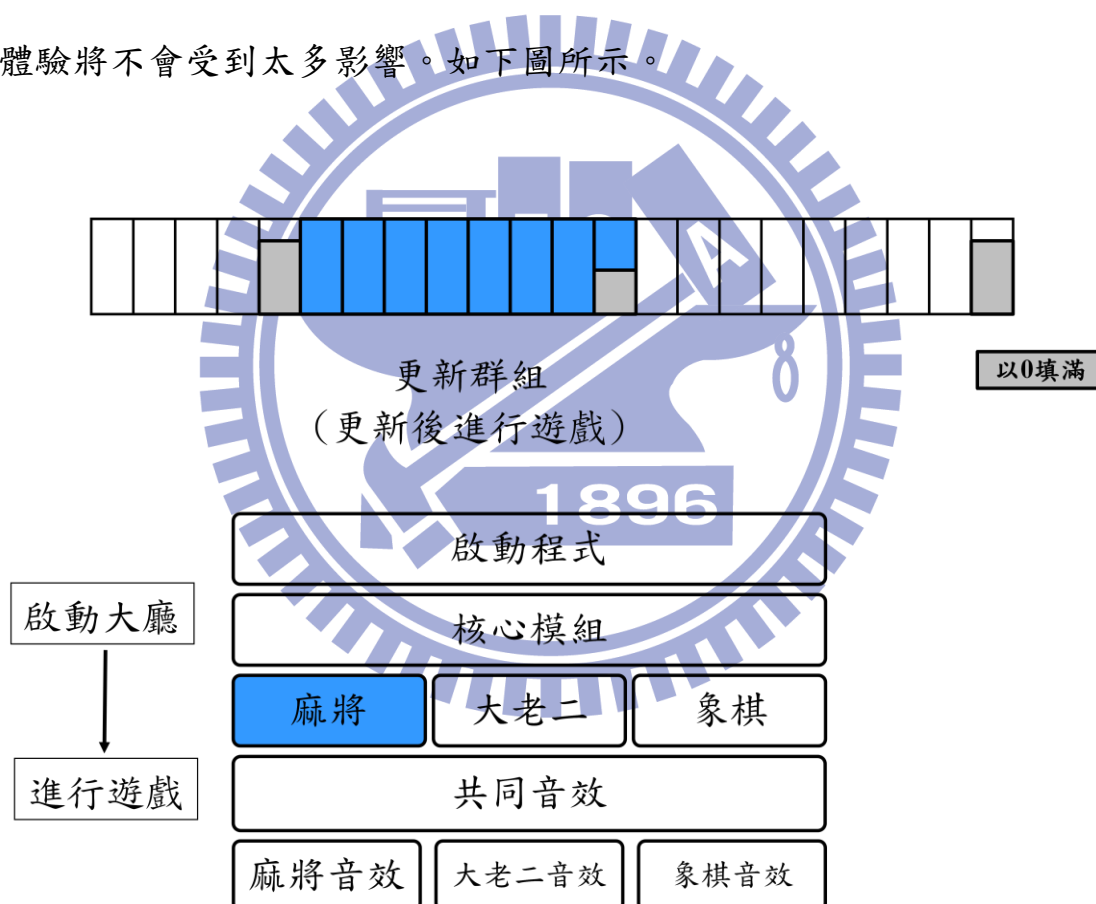 體驗將不會受到太多影響。如下圖所示。
A
更新群組
以0填滿
(更新後進行遊戲)
1896
啟動程式
啟動大廳
核心模組
麻將 大老二 象棋
進行遊戲
共同音效
麻將音效 大老二音效 象棋音效